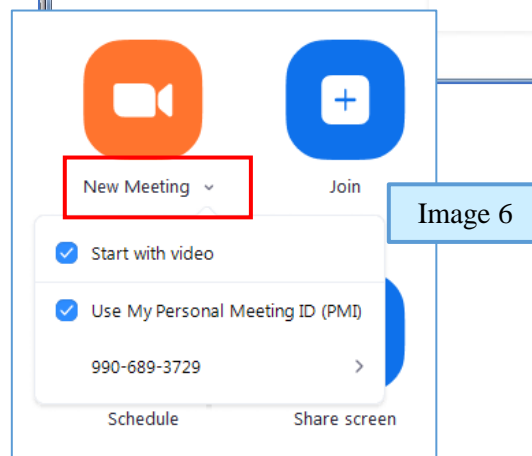 New Meeting
Join
Image 6
Start with video
Use My Personal Meeting ID (PMI)
990-689-3729
Schedule
Share screen